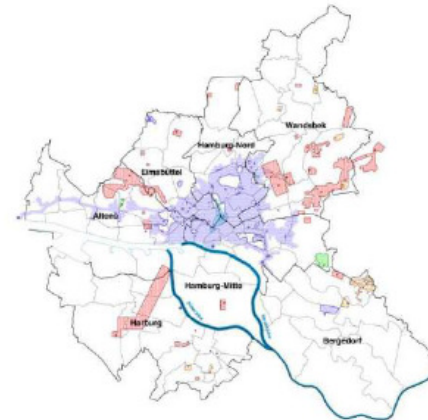 Wandsbek
Hamburg-Nord
Eimsbüttel
Altona
Hamburg-Mitte
Harburg
Bergedorf